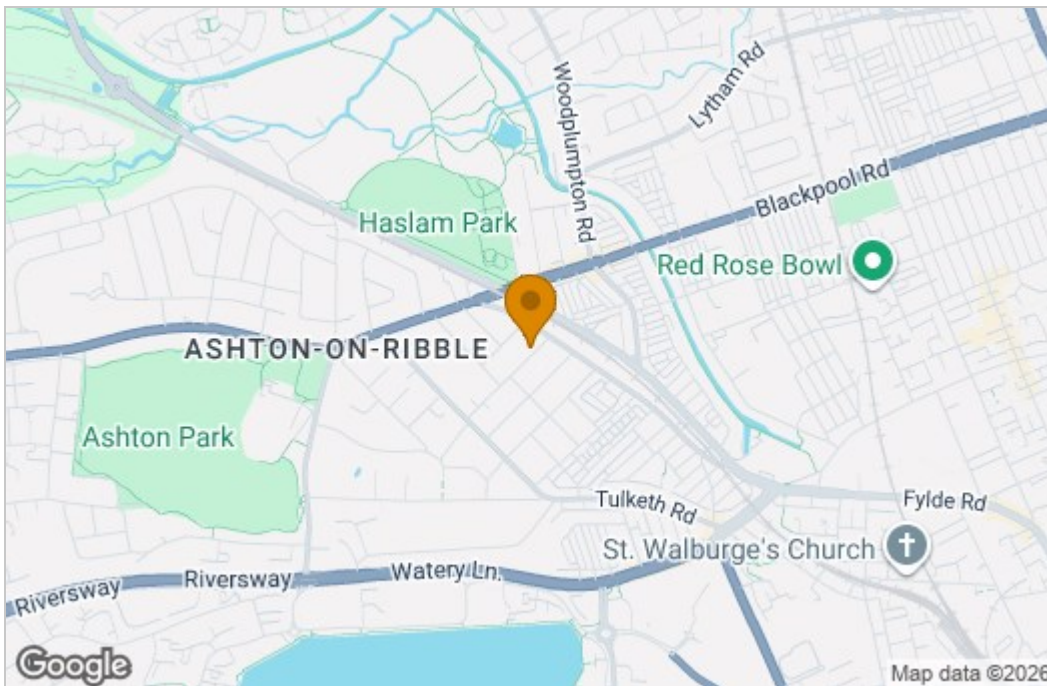 Woodplumpton Rd
Lytham Rd
Blackpool Rd
Haslam Park
Red Rose Bowl
ASHTON-ON-RIBBLE
Ashton Park
Tulketh Rd
Fylde Rd
St. Walburge's Church
Riversway
Riversway
Watery Ln.
Google
Map data ©2026